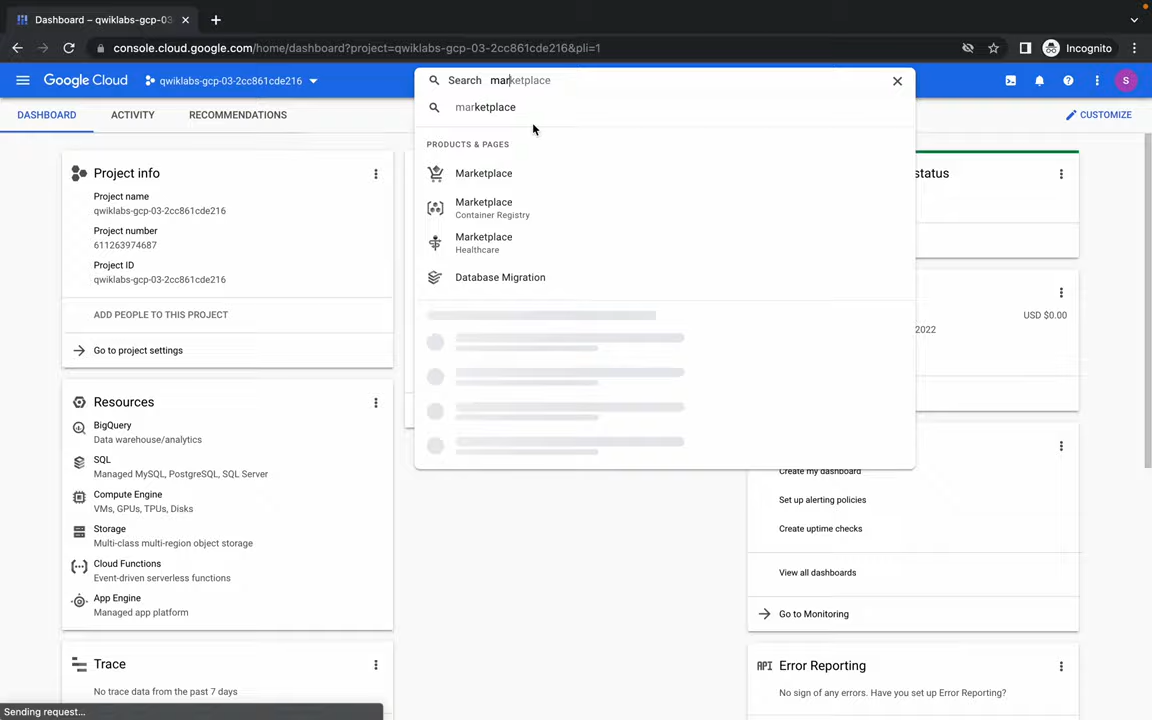 Dashboard – qwiklabs-gcp-03
console.cloud.google.com/home/dashboard?project=qwiklabs-gcp-03-2cc861cde216&pli=1
Incognito
Google Cloud
qwiklabs-gcp-03-2cc861cde216
Search marketplace
S
marketplace
DASHBOARD
ACTIVITY
RECOMMENDATIONS
CUSTOMIZE
PRODUCTS & PAGES
Marketplace
Marketplace
Container Registry
Marketplace
Healthcare
Database Migration
Project info
Project name
qwiklabs-gcp-03-2cc861cde216
Project number
611263974687
Project ID
qwiklabs-gcp-03-2cc861cde216
ADD PEOPLE TO THIS PROJECT
Go to project settings
Resources
BigQuery
Data warehouse/analytics
SQL
Managed MySQL, PostgreSQL, SQL Server
Compute Engine
VMs, GPUs, TPUs, Disks
Storage
Multi-class multi-region object storage
Cloud Functions
Event-driven serverless functions
App Engine
Managed app platform
Trace
No trace data from the past 7 days
status
USD $0.00
2022
Create my dashboard
Set up alerting policies
Create uptime checks
View all dashboards
Go to Monitoring
API Error Reporting
No sign of any errors. Have you set up Error Reporting?
Sending request...